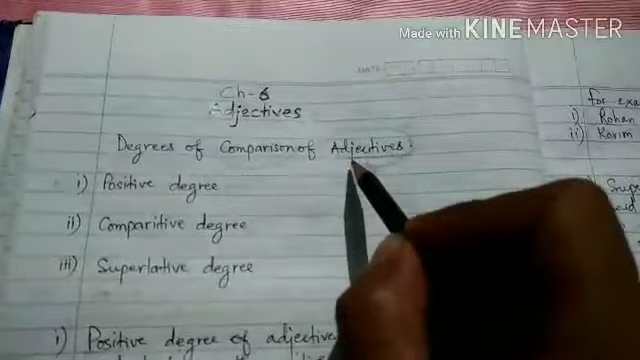 Made with KINEMASTER
DATE
Ch-6
Adjectives
Degrees of Comparison of Adjectives:
i) Positive degree
ii) Comparitive degree
iii) Superlative degree
i) Positive degree of adjective
for exa
i) Rohan
ii) Karim